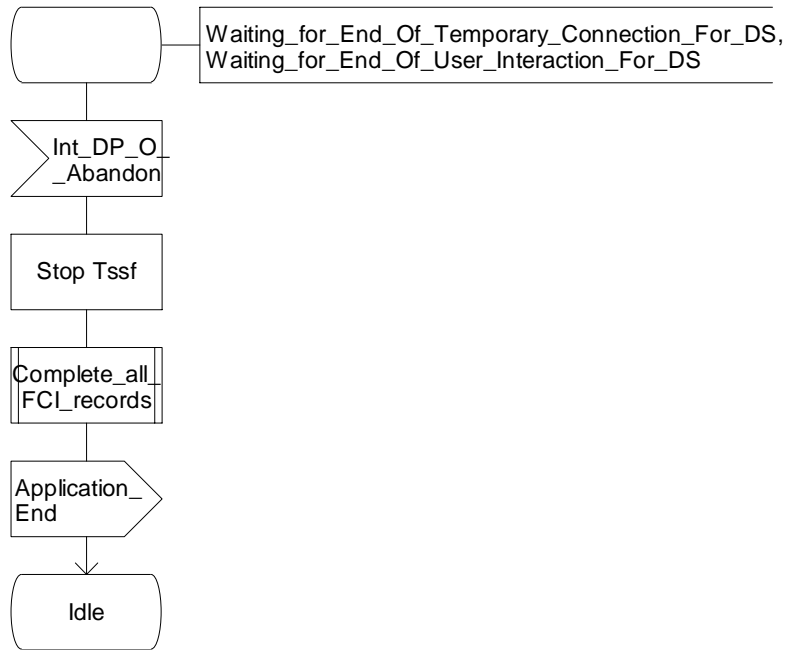 Waiting_for_End_Of_Temporary_Connection_For_DS,
Waiting_for_End_Of_User_Interaction_For_DS
Int_DP_O_
_Abandon
Stop Tssf
Complete_all_
FCI_records
Application_
End
Idle